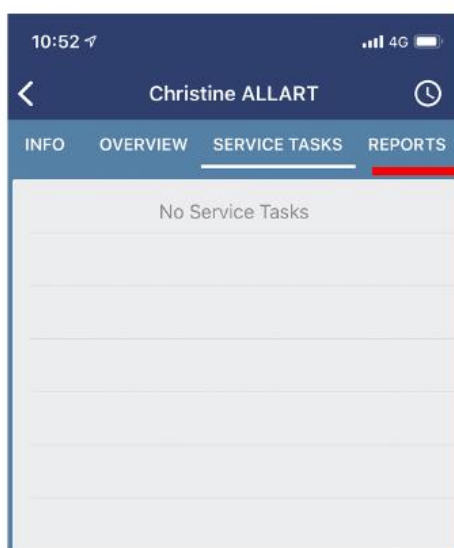 10:52 4G
Christine ALLART
INFO OVERVIEW SERVICE TASKS REPORTS
No Service Tasks